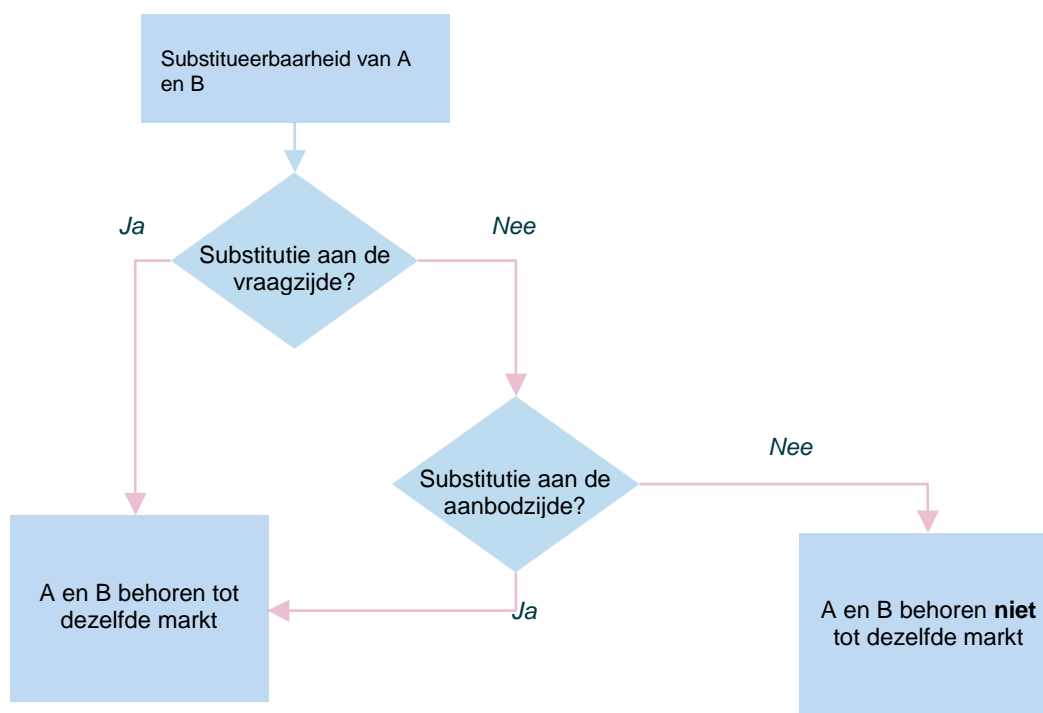 Substitueerbaarheid van A
en B
Ja
Nee
Substitutie aan de
vraagzijde?
Nee
Substitutie aan de
aanbodzijde?
A en B behoren tot
dezelfde markt
Ja
A en B behoren niet
tot dezelfde markt